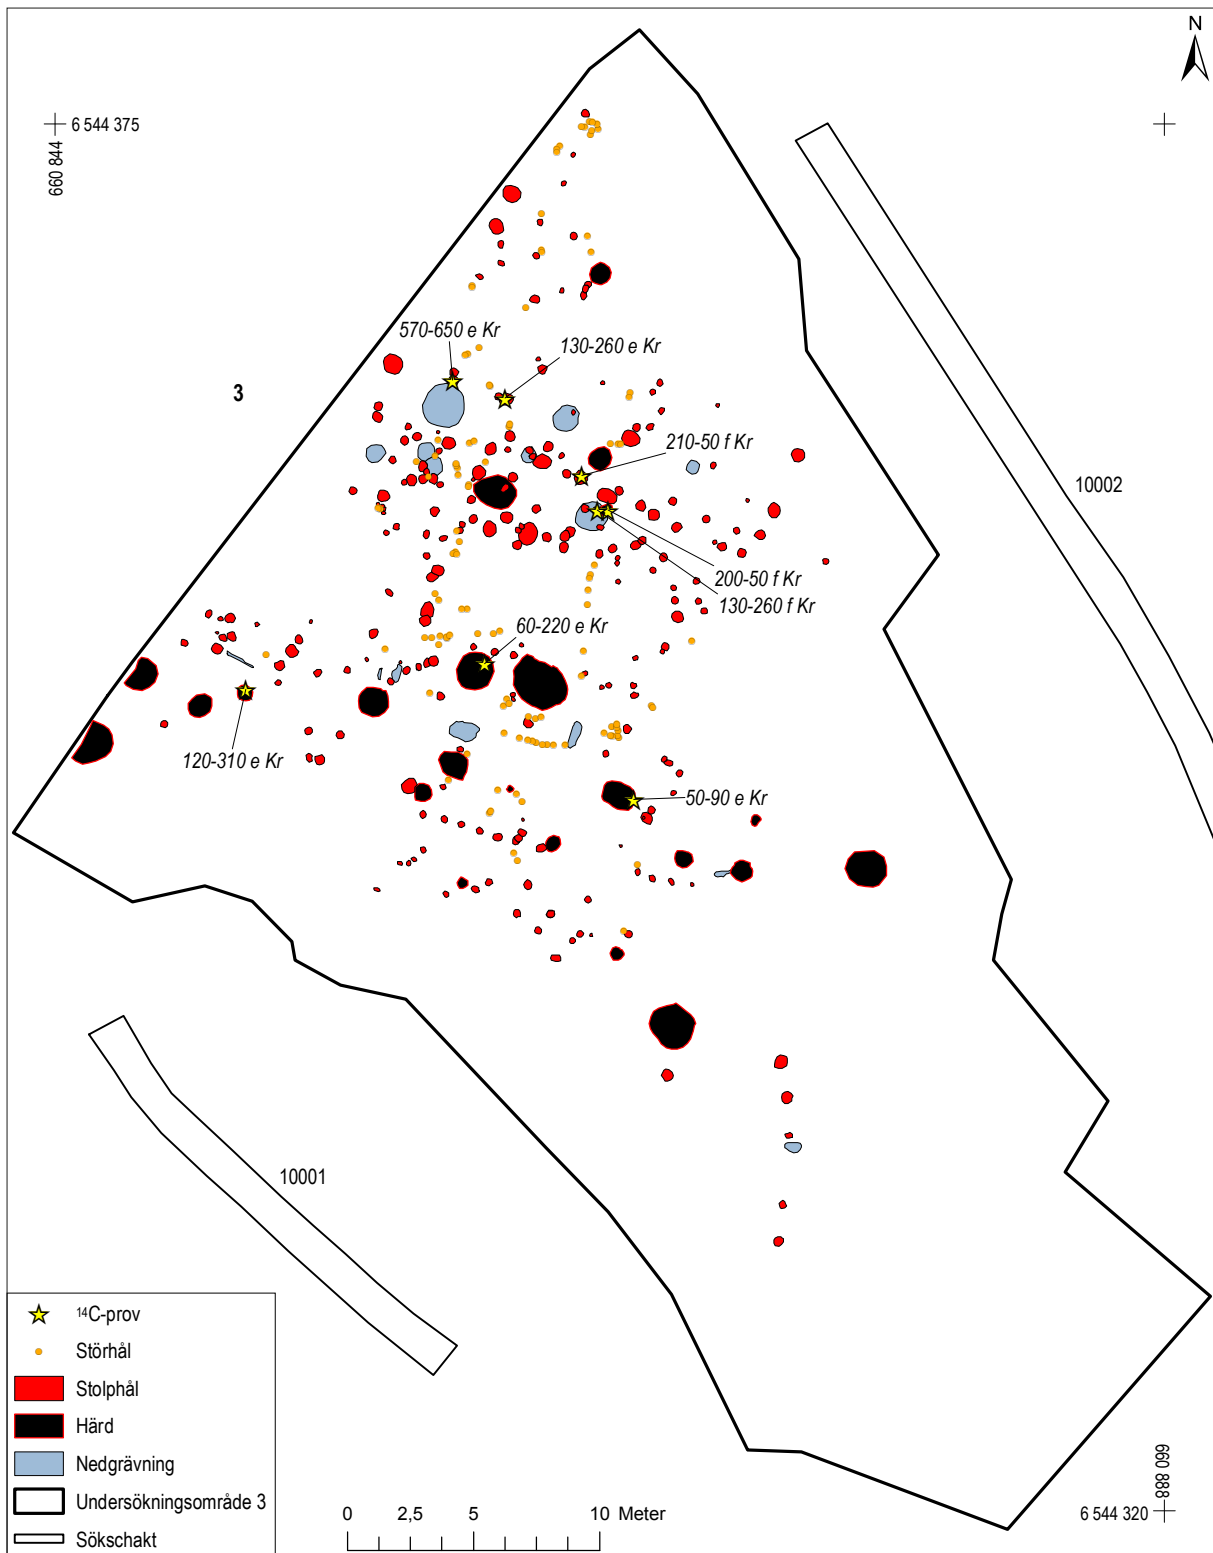 N
6 544 375
660 844
570-650 e Kr
130-260 e Kr
3
210-50 f Kr
10002
200-50 f Kr
130-260 f Kr
60-220 e Kr
120-310 e Kr
50-90 e Kr
10001
¹⁴C-prov
Störhål
Stolphål
Härd
Nedgrävning
Undersökningsområde 3
Sökschakt
0 2,5 5 10 Meter
660 888
6 544 320